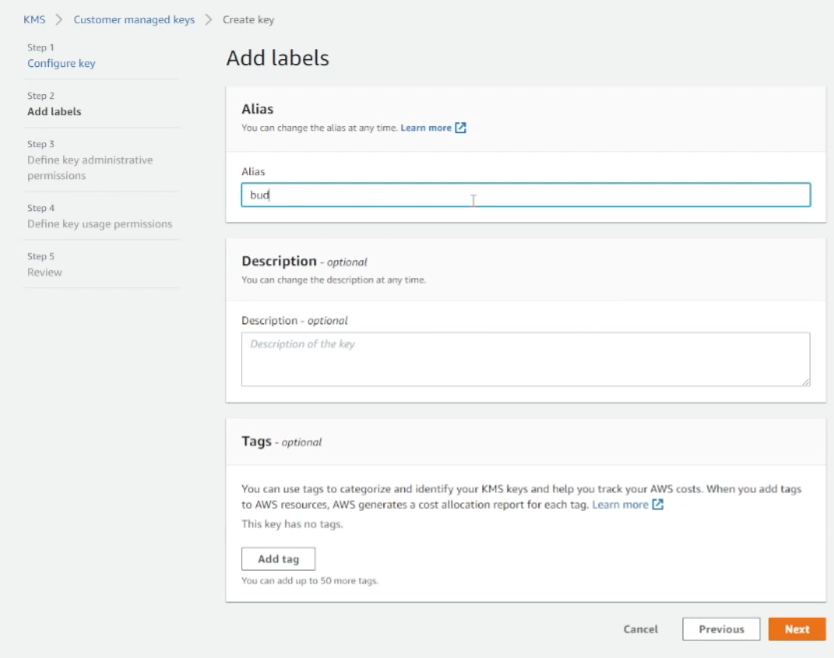 KMS > Customer managed keys > Create key
Step 1
Configure key
Step 2
Add labels
Step 3
Define key administrative
permissions
Step 4
Define key usage permissions
Step 5
Review
Add labels
Alias
You can change the alias at any time. Learn more
Alias
bud
Description - optional
You can change the description at any time.
Description - optional
Description of the key
Tags - optional
You can use tags to categorize and identify your KMS keys and help you track your AWS costs. When you add tags
to AWS resources, AWS generates a cost allocation report for each tag. Learn more
This key has no tags.
Add tag
You can add up to 50 more tags.
Cancel Previous Next